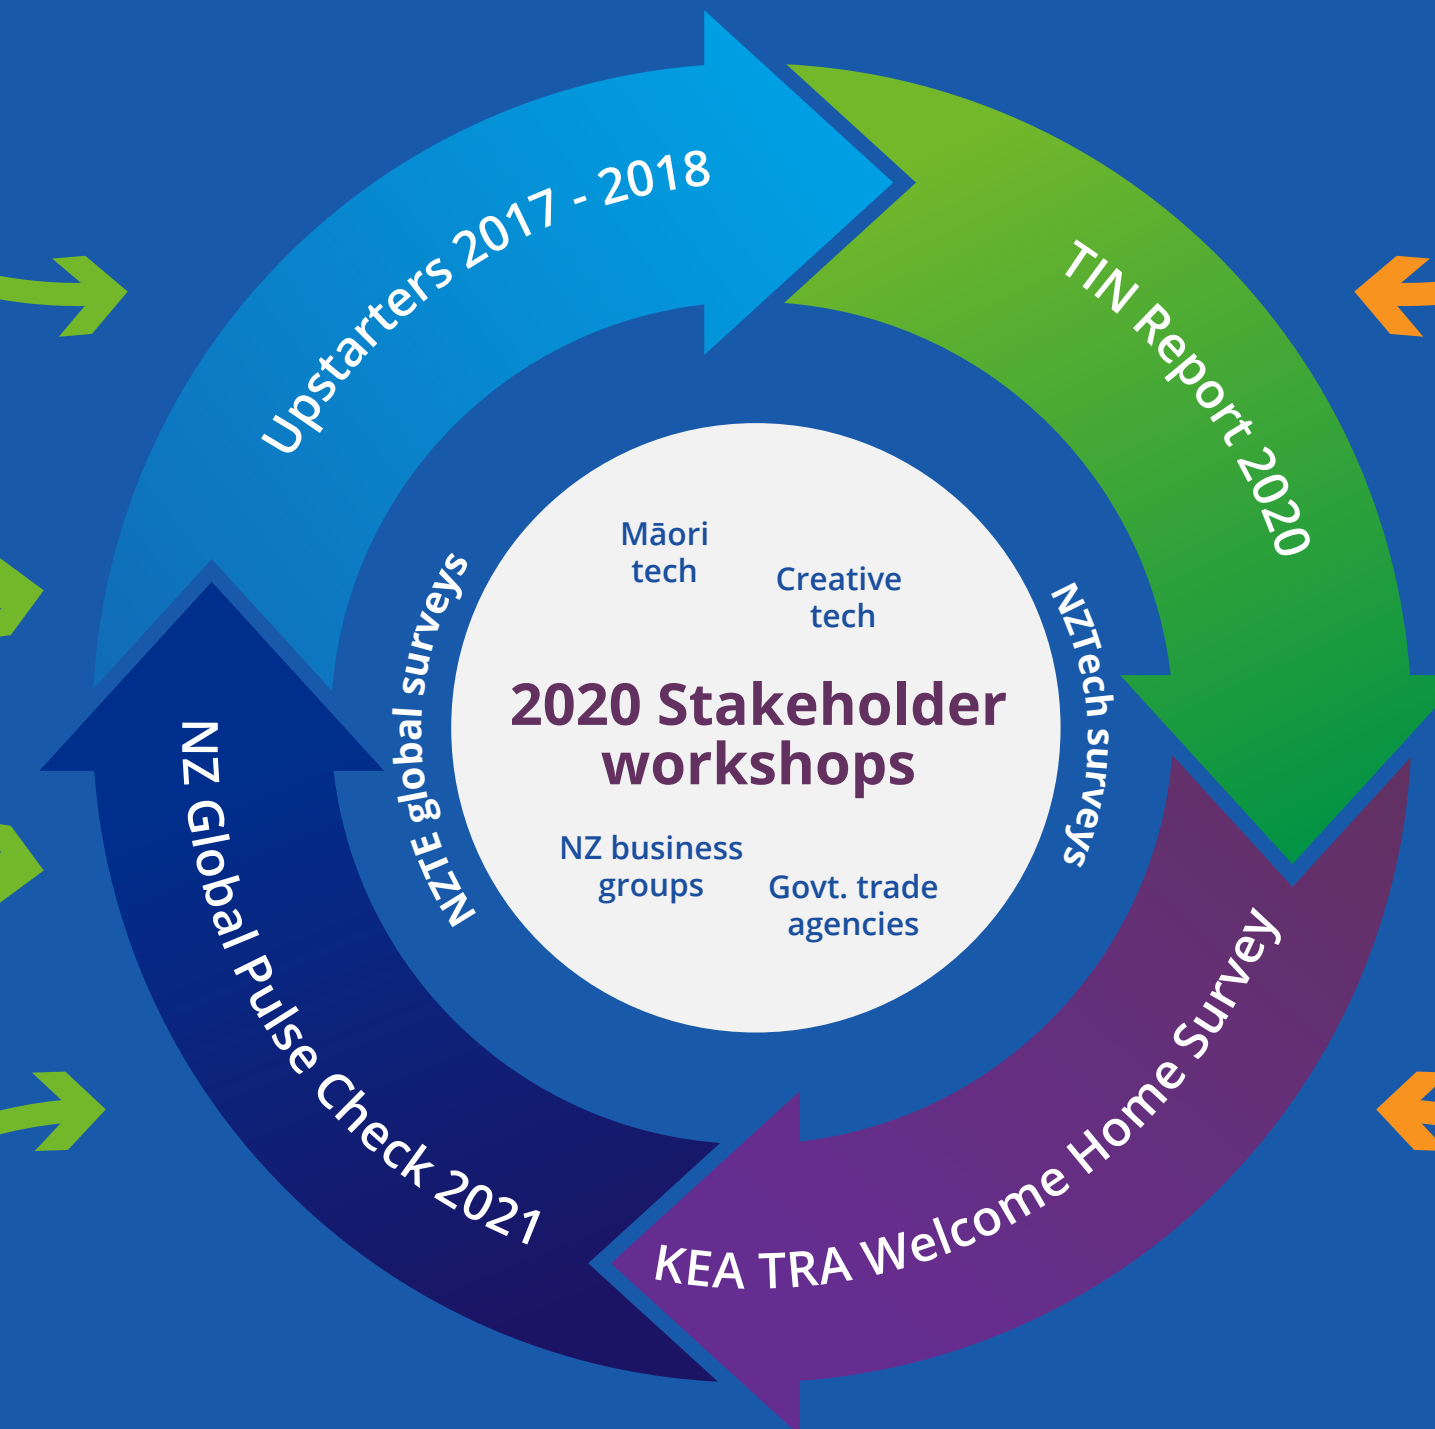 Upstarters 2017 - 2018
TIN Report 2020
KEA TRA Welcome Home Survey
NZ Global Pulse Check 2021
NZTE global surveys
NZTech surveys
Māori
tech
Creative
tech
2020 Stakeholder
workshops
NZ business
groups
Govt. trade
agencies